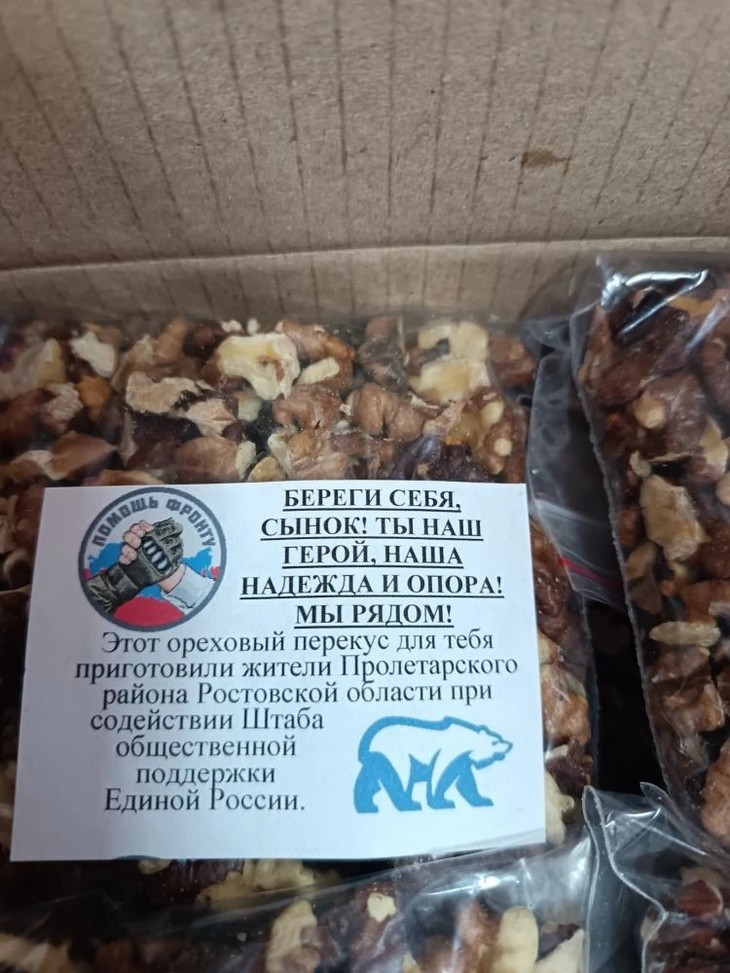 ПОМОЩЬ ФРОНТУ
БЕРЕГИ СЕБЯ,
СЫНОК! ТЫ НАШ
ГЕРОЙ, НАША
НАДЕЖДА И ОПОРА!
МЫ РЯДОМ!
Этот ореховый перекус для тебя
приготовили жители Пролетарского
района Ростовской области при
содействии Штаба
общественной
поддержки
Единой России.